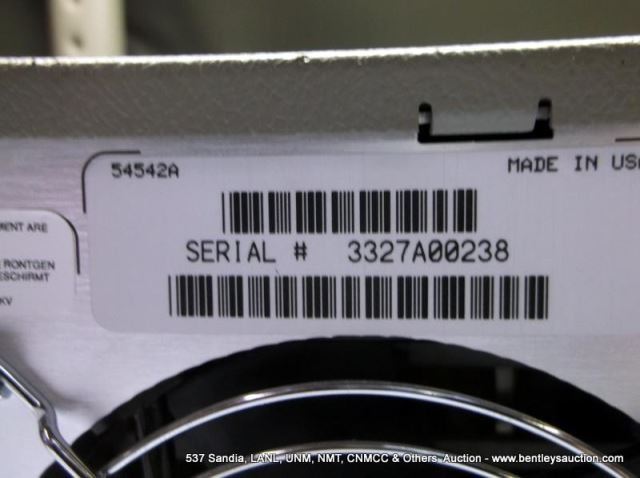 54542A
MADE IN USA
SERIAL # 3327A00238
MENT ARE
RONTGEN
ESCHIRMT
KV
537 Sandia, LANL, UNM, NMT, CNMCC & Others Auction - www.bentleysauction.com